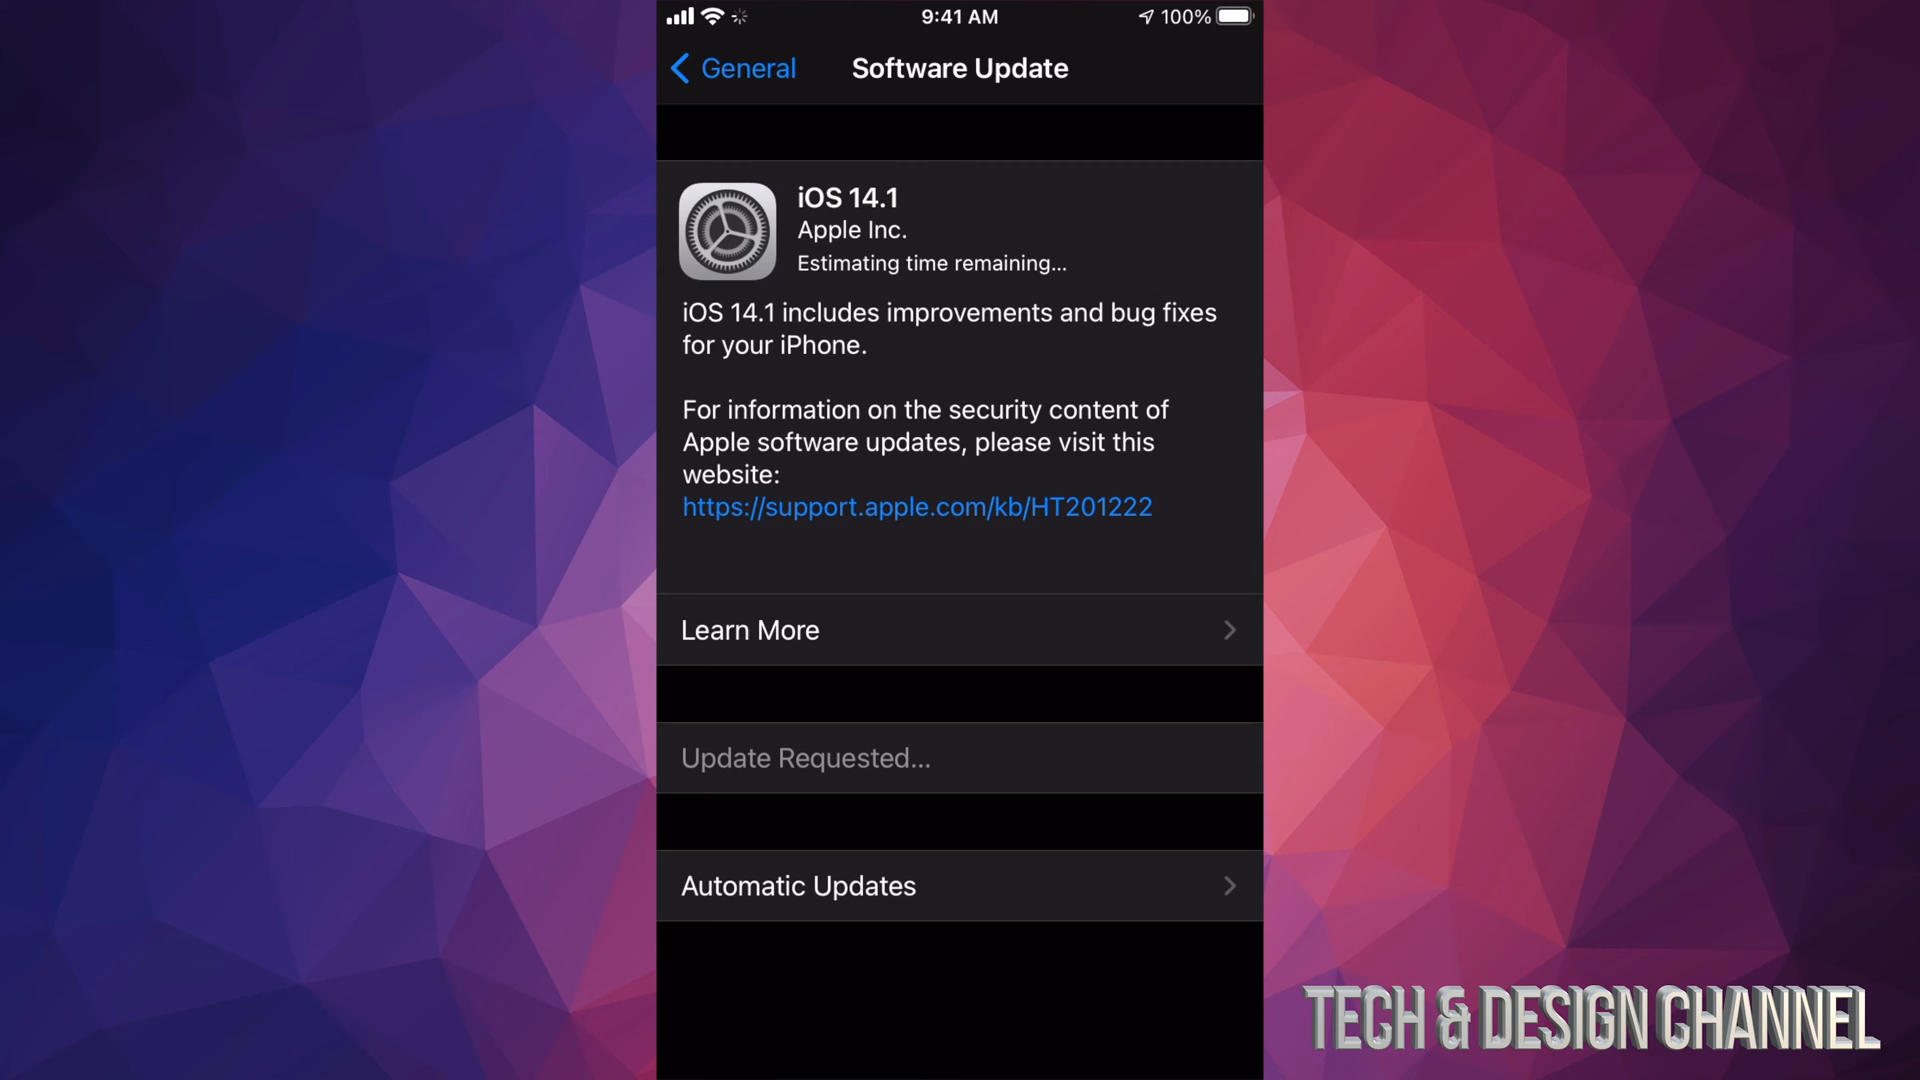 9:41 AM
100%
General
Software Update
iOS 14.1
Apple Inc.
Estimating time remaining...
iOS 14.1 includes improvements and bug fixes
for your iPhone.
For information on the security content of
Apple software updates, please visit this
website:
https://support.apple.com/kb/HT201222
Learn More
Update Requested...
Automatic Updates
TECH & DESIGN CHANNEL